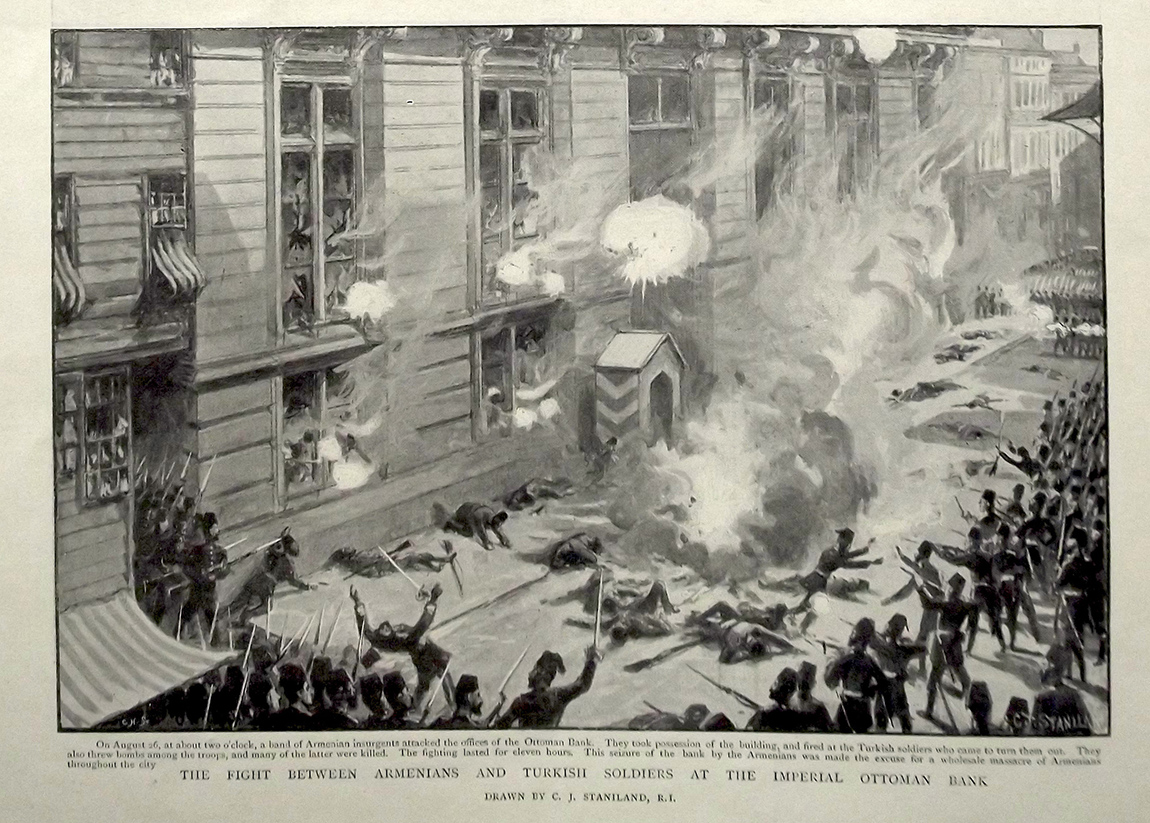 C. J. STANILAND
On August 26, at about two o'clock, a band of Armenian insurgents attacked the offices of the Ottoman Bank. They took possession of the building, and fired at the Turkish soldiers who came to turn them out. They
also threw bombs among the troops, and many of the latter were killed. The fighting lasted for eleven hours. This seizure of the bank by the Armenians was made the excuse for a wholesale massacre of Armenians
throughout the city
THE FIGHT BETWEEN ARMENIANS AND TURKISH SOLDIERS AT THE IMPERIAL OTTOMAN BANK
DRAWN BY C. J. STANILAND, R.I.